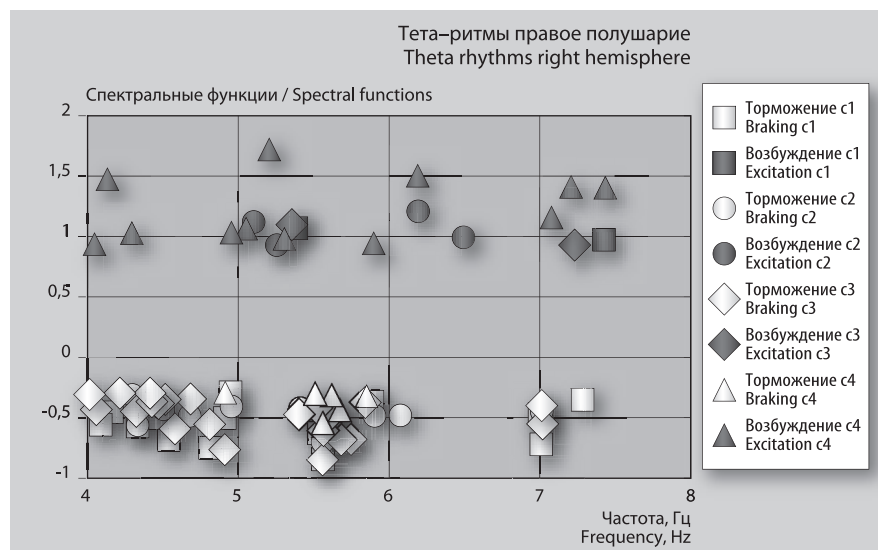 Тета–ритмы правое полушарие
Theta rhythms right hemisphere
Спектральные функции / Spectral functions
2
1,5
1
0,5
0
-0,5
-1
4
5
6
7
8
Частота, Гц
Frequency, Hz
Торможение с1
Braking c1
Возбуждение с1
Excitation c1
Торможение с2
Braking c2
Возбуждение с2
Excitation c2
Торможение с3
Braking c3
Возбуждение с3
Excitation c3
Торможение с4
Braking c4
Возбуждение с4
Excitation c4